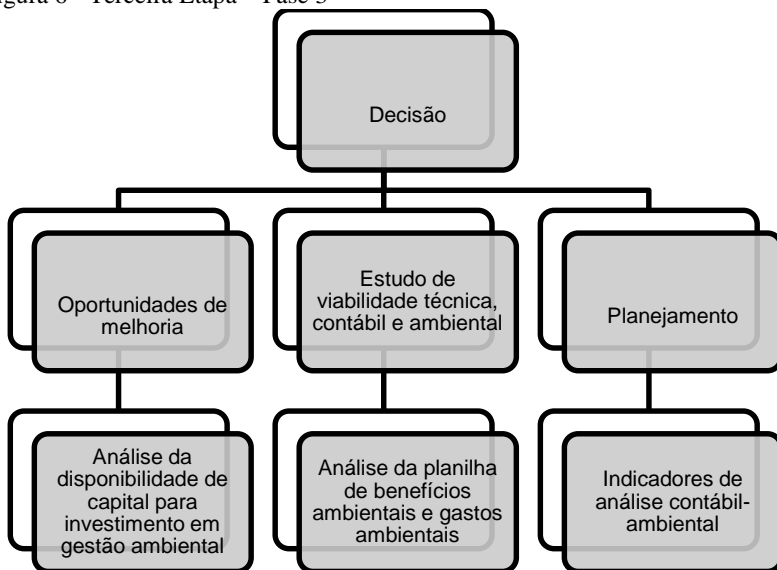 Terceira Etapa - Fase 3
Decisão
Oportunidades de
melhoria
Estudo de
viabilidade técnica,
contábil e ambiental
Planejamento
Análise da
disponibilidade de
capital para
investimento em
gestão ambiental
Análise da planilha
de benefícios
ambientais e gastos
ambientais
Indicadores de
análise contábil-
ambiental